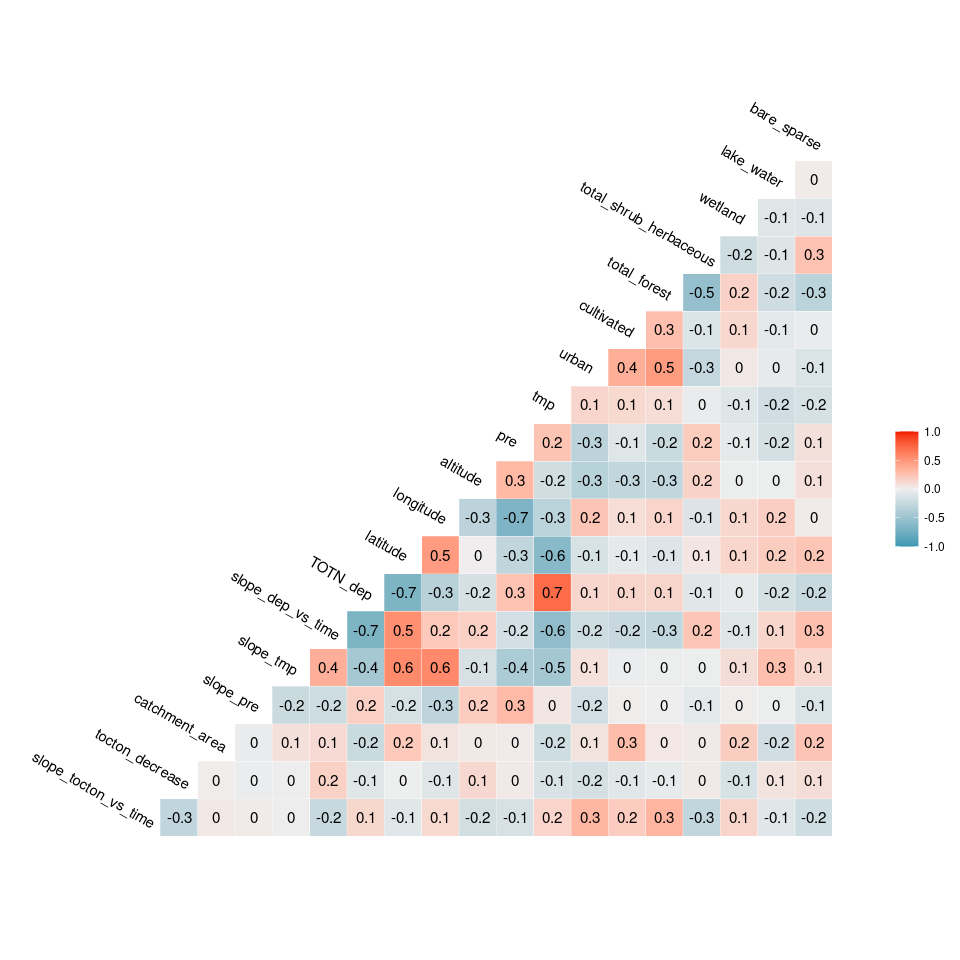 bare_sparse
lake_water 0
wetland -0.1 -0.1
total_shrub_herbaceous -0.2 -0.1 0.3
total_forest -0.5 0.2 -0.2 -0.3
cultivated 0.3 -0.1 0.1 -0.1 0
urban 0.4 0.5 -0.3 0 0 -0.1
tmp 0.1 0.1 0.1 0 -0.1 -0.2 -0.2
pre 0.2 -0.3 -0.1 -0.2 0.2 -0.1 -0.2 0.1
altitude 0.3 -0.2 -0.3 -0.3 -0.3 0.2 0 0 0.1
longitude -0.3 -0.7 -0.3 0.2 0.1 0.1 -0.1 0.1 0.2 0
latitude 0.5 0 -0.3 -0.6 -0.1 -0.1 -0.1 0.1 0.1 0.2 0.2
TOTN_dep -0.7 -0.3 -0.2 0.3 0.7 0.1 0.1 0.1 -0.1 0 -0.2 -0.2
slope_dep_vs_time -0.7 0.5 0.2 0.2 -0.2 -0.6 -0.2 -0.2 -0.3 0.2 -0.1 0.1 0.3
slope_tmp 0.4 -0.4 0.6 0.6 -0.1 -0.4 -0.5 0.1 0 0 0 0.1 0.3 0.1
slope_pre -0.2 -0.2 0.2 -0.2 -0.3 0.2 0.3 0 -0.2 0 0 -0.1 0 0 -0.1
catchment_area 0 0.1 0.1 -0.2 0.2 0.1 0 0 -0.2 0.1 0.3 0 0 0.2 -0.2 0.2
tocton_decrease 0 0 0 0.2 -0.1 0 -0.1 0.1 0 -0.1 -0.2 -0.1 -0.1 0 -0.1 0.1 0.1
slope_tocton_vs_time -0.3 0 0 0 -0.2 0.1 -0.1 0.1 -0.2 -0.1 0.2 0.3 0.2 0.3 -0.3 0.1 -0.1 -0.2
1.0
0.5
0.0
-0.5
-1.0